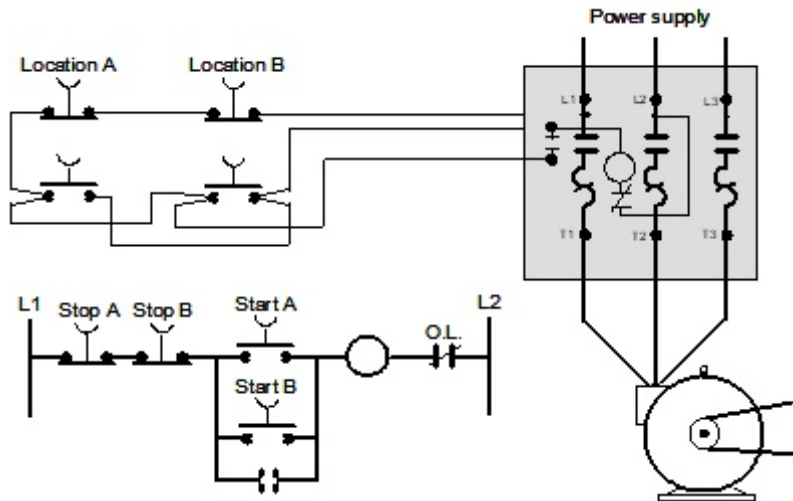 Power supply
Location A
Location B
L1
L2
L3
T1
T2
T3
L1
Stop A
Stop B
Start A
L2
O.L.
Start B